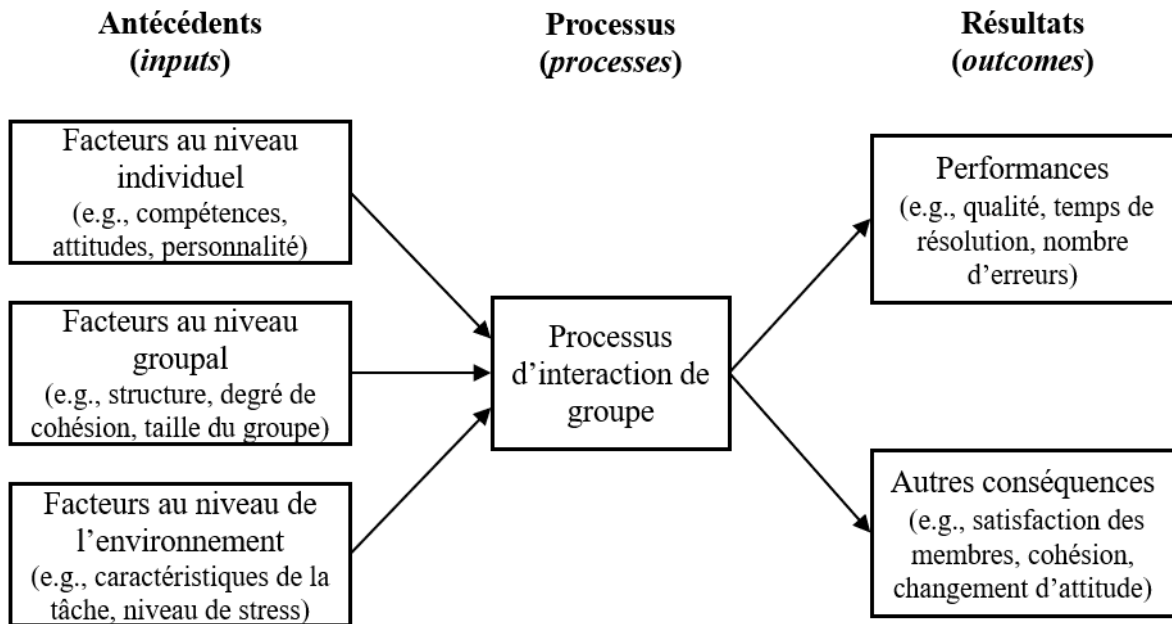 Antécédents
(inputs)
Processus
(processes)
Résultats
(outcomes)
Facteurs au niveau
individuel
(e.g., compétences,
attitudes, personnalité)
Facteurs au niveau
groupal
(e.g., structure, degré de
cohésion, taille du groupe)
Facteurs au niveau de
l’environnement
(e.g., caractéristiques de la
tâche, niveau de stress)
Processus
d’interaction de
groupe
Performances
(e.g., qualité, temps de
résolution, nombre
d’erreurs)
Autres conséquences
(e.g., satisfaction des
membres, cohésion,
changement d’attitude)